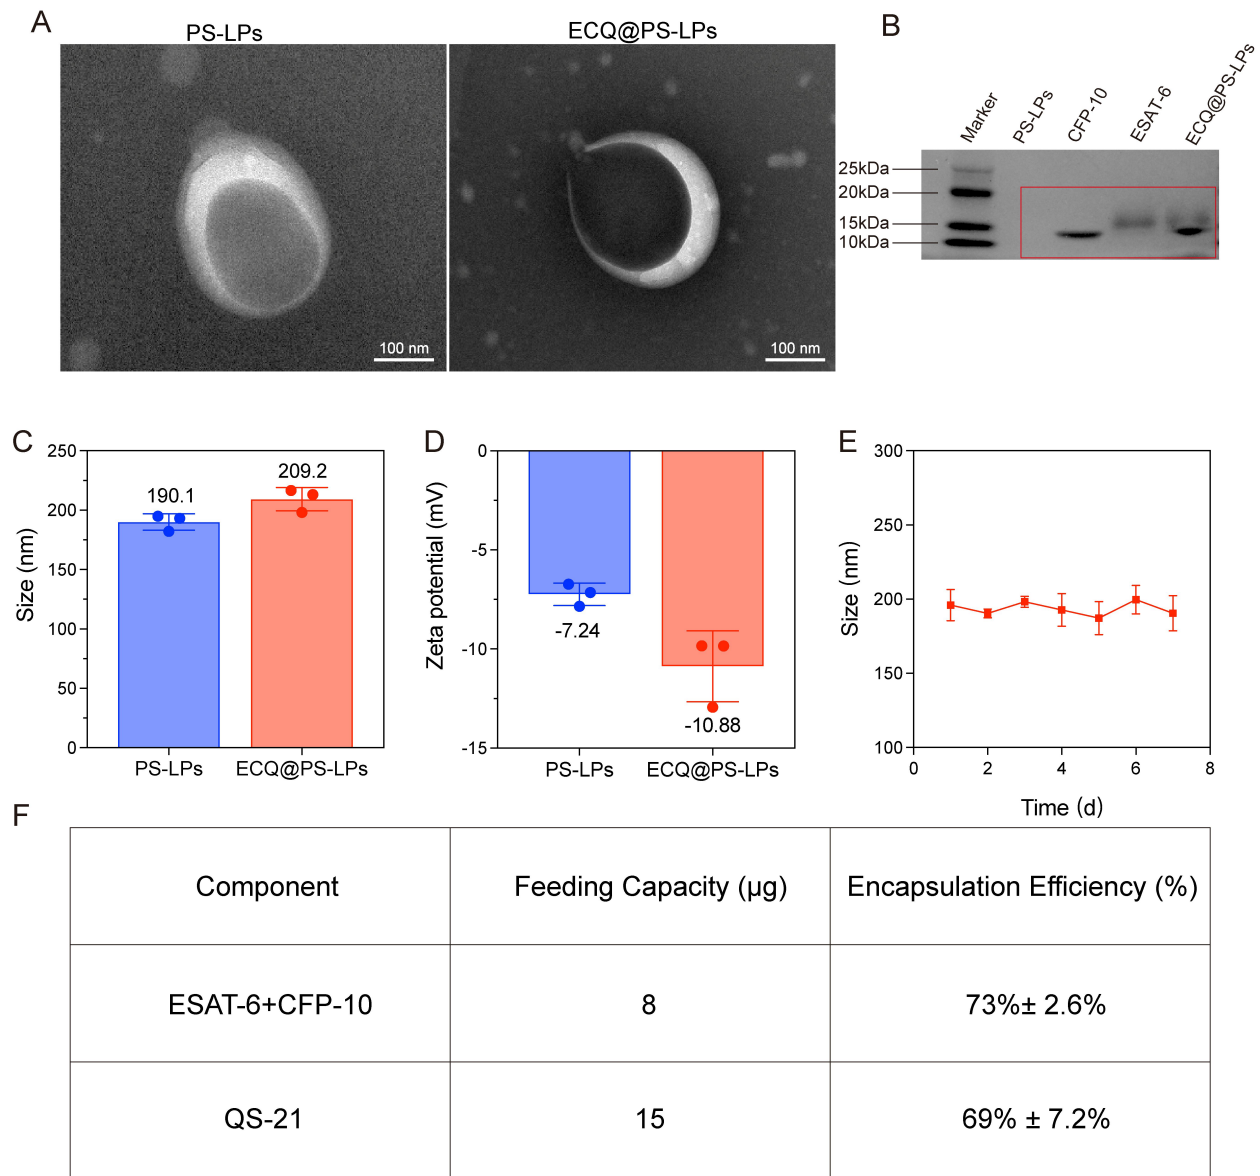 A
PS-LPs
ECQ@PS-LPs
100 nm
100 nm
B
Marker
PS-LPs
CFP-10
ESAT-6
ECQ@PS-LPs
25kDa
20kDa
15kDa
10kDa
C
Size (nm)
250
200
150
100
50
0
190.1
209.2
PS-LPs
ECQ@PS-LPs
D
Zeta potential (mV)
0
-5
-10
-15
-7.24
-10.88
PS-LPs
ECQ@PS-LPs
E
Size (nm)
300
250
200
150
100
0
2
4
6
8
Time (d)
F
Component
Feeding Capacity (µg)
Encapsulation Efficiency (%)
ESAT-6+CFP-10
8
73%± 2.6%
QS-21
15
69% ± 7.2%